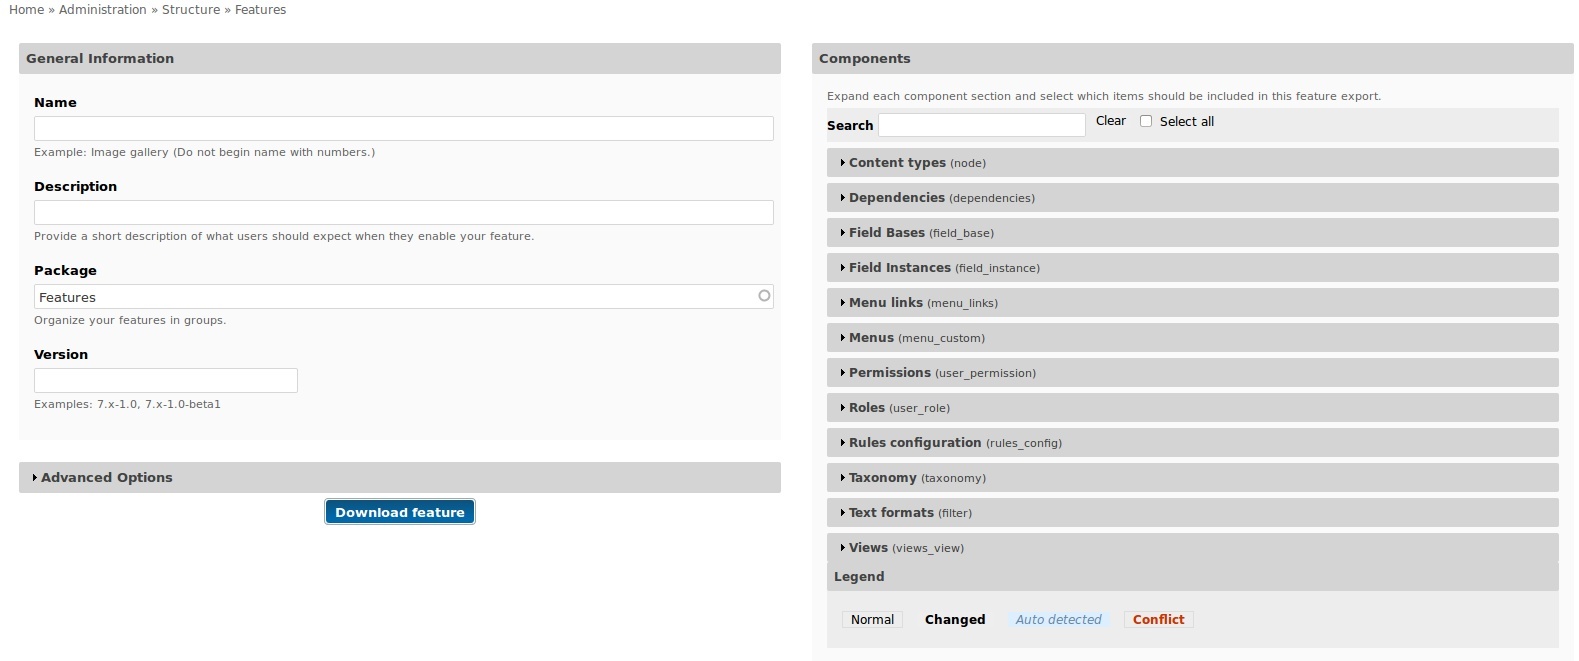 Home » Administration » Structure » Features
General Information
Name
Example: Image gallery (Do not begin name with numbers.)
Description
Provide a short description of what users should expect when they enable your feature.
Package
Features
Organize your features in groups.
Version
Examples: 7.x-1.0, 7.x-1.0-beta1
Advanced Options
Download feature
Components
Expand each component section and select which items should be included in this feature export.
Search Clear Select all
Content types (node)
Dependencies (dependencies)
Field Bases (field_base)
Field Instances (field_instance)
Menu links (menu_links)
Menus (menu_custom)
Permissions (user_permission)
Roles (user_role)
Rules configuration (rules_config)
Taxonomy (taxonomy)
Text formats (filter)
Views (views_view)
Legend
Normal Changed Auto detected Conflict